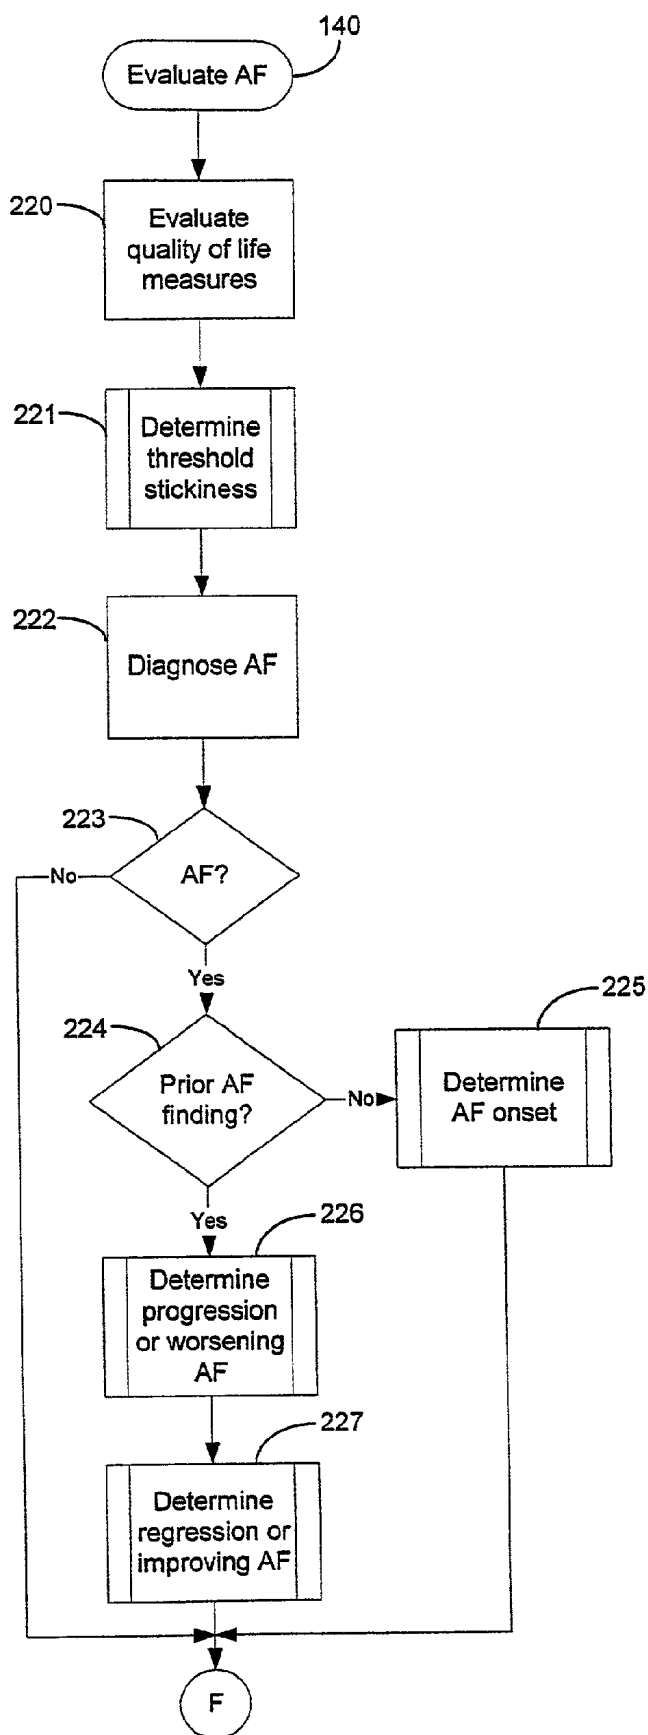 140
Evaluate AF
220
Evaluate
quality of life
measures
221
Determine
threshold
stickiness
222
Diagnose AF
223
AF?
No
Yes
224
Prior AF
finding?
No
225
Determine
AF onset
Yes
226
Determine
progression
or worsening
AF
227
Determine
regression or
improving AF
F